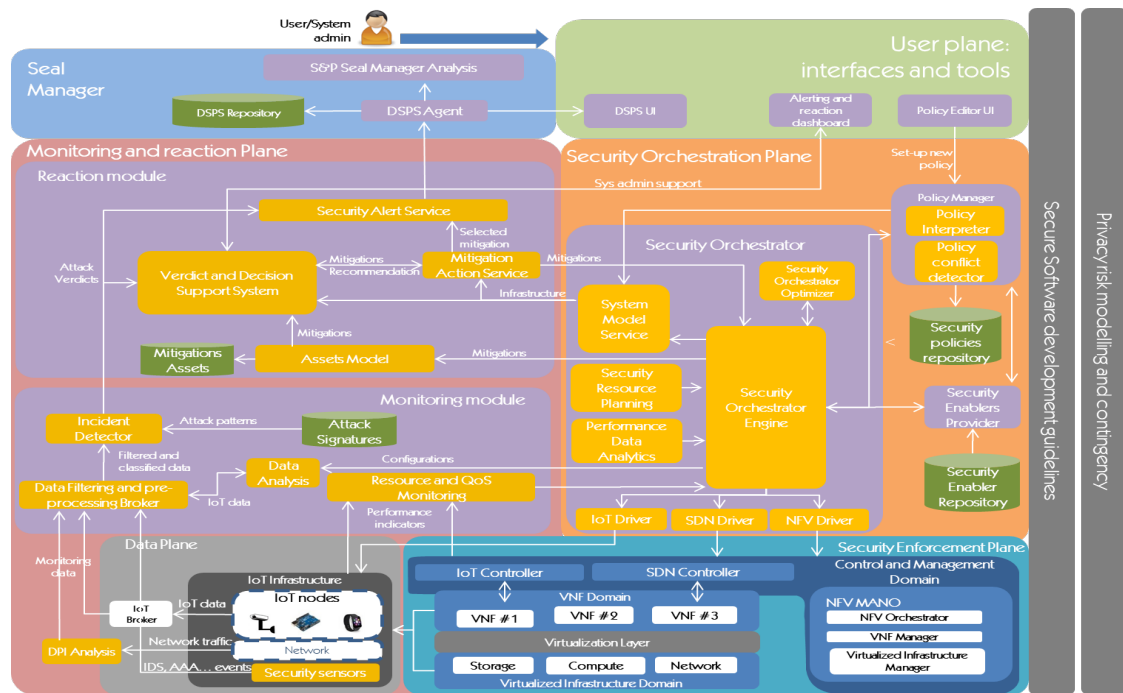 User/System
admin
Seal
Manager
S&P Seal Manager Analysis
DSPS Repository
DSPS Agent
User plane:
interfaces and tools
DSPS UI
Alerting and
reaction
dashboard
Policy Editor UI
Monitoring and reaction Plane
Reaction module
Security Alert Service
Sys admin support
Selected
mitigation
Attack
Verdicts
Verdict and Decision
Support System
Mitigations
Recommendation
Mitigation
Action Service
Mitigations
Infrastructure
Mitigations
Mitigations
Assets
Assets Model
Mitigations
Security Orchestration Plane
Set-up new
policy
Policy Manager
Policy
Interpreter
Policy
conflict
detector
Security Orchestrator
Security
Orchestrator
Optimizer
System
Model
Service
Security
policies
repository
Security
Resource
Planning
Security
Orchestrator
Engine
Performance
Data
Analytics
Security
Enablers
Provider
Security
Enabler
Repository
IoT Driver
SDN Driver
NFV Driver
Monitoring module
Incident
Detector
Attack patterns
Attack
Signatures
Filtered
and
classified data
Data
Analysis
Configurations
Data Filtering and pre-
processing Broker
IoT data
Resource and QoS
Monitoring
Performance
indicators
Monitoring
data
Data Plane
IoT Infrastructure
IoT nodes
IoT
Broker
IoT data
Network traffic
Network
DPI Analysis
IDS, AAA... events
Security sensors
Security Enforcement Plane
IoT Controller
SDN Controller
Control and Management
Domain
VNF Domain
VNF #1
VNF #2
VNF #3
Virtualization Layer
Storage
Compute
Network
Virtualized Infrastructure Domain
NFV MANO
NFV Orchestrator
VNF Manager
Virtualized Infrastructure
Manager
Secure Software development guidelines
Privacy risk modelling and contingency